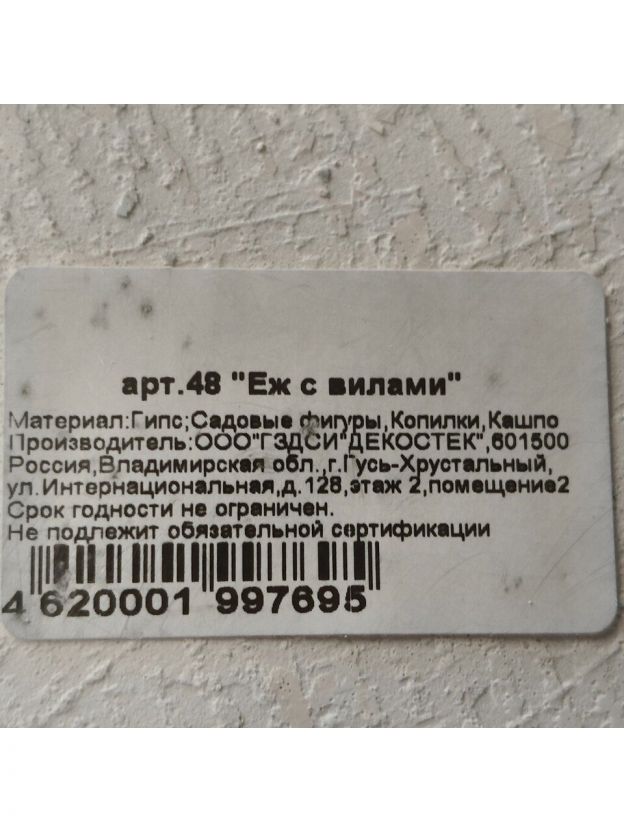 арт.48 "Еж с вилами"
Материал:Гипс;Садовые фигуры,Копилки,Кашпо
Производитель:ООО"ГЗДСИ"ДЕКОСТЕК",601500
Россия,Владимирская обл.,г.Гусь-Хрустальный,
ул.Интернациональная,д.128,этаж 2,помещение2
Срок годности не ограничен.
Не подлежит обязательной сертификации
4 620001 997695